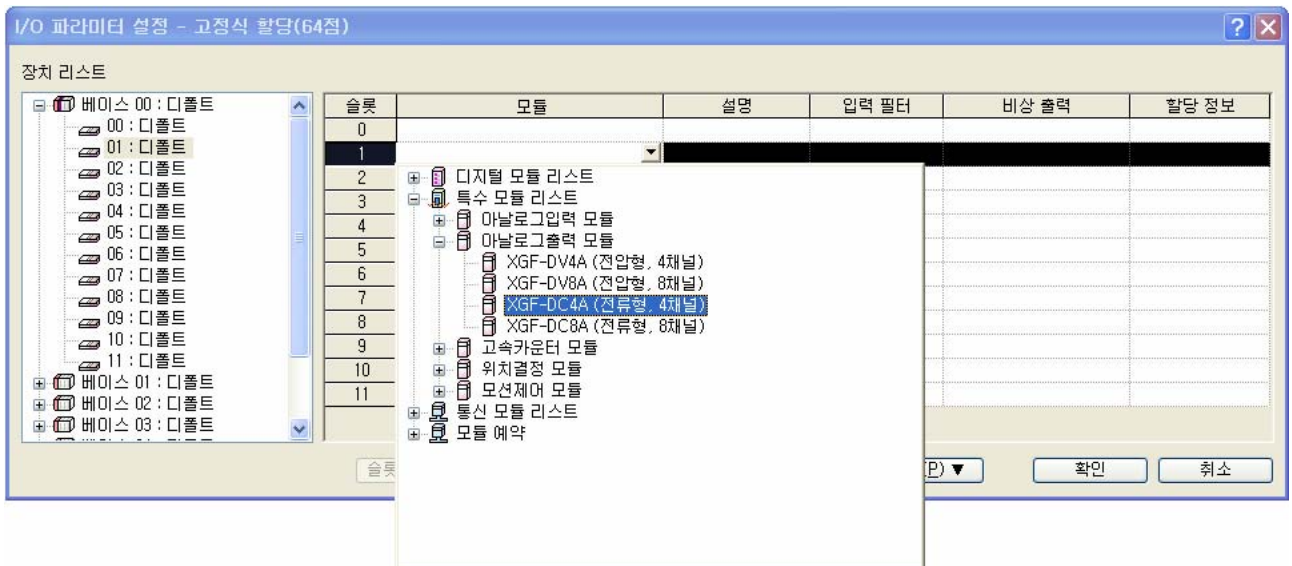 I/O 파라미터 설정 - 고정식 할당(64점)
장치 리스트
베이스 00 : 디폴트
00 : 디폴트
01 : 디폴트
02 : 디폴트
03 : 디폴트
04 : 디폴트
05 : 디폴트
06 : 디폴트
07 : 디폴트
08 : 디폴트
09 : 디폴트
10 : 디폴트
11 : 디폴트
베이스 01 : 디폴트
베이스 02 : 디폴트
베이스 03 : 디폴트
슬롯 모듈 설명 입력 필터 비상 출력 할당 정보
0
1
2
3
4
5
6
7
8
9
10
11
디지털 모듈 리스트
특수 모듈 리스트
아날로그입력 모듈
아날로그출력 모듈
XGF-DV4A (전압형, 4채널)
XGF-DV8A (전압형, 8채널)
XGF-DC4A (전류형, 4채널)
XGF-DC8A (전류형, 8채널)
고속카운터 모듈
위치결정 모듈
모션제어 모듈
통신 모듈 리스트
모듈 예약
슬롯 (P) ▼ 확인 취소